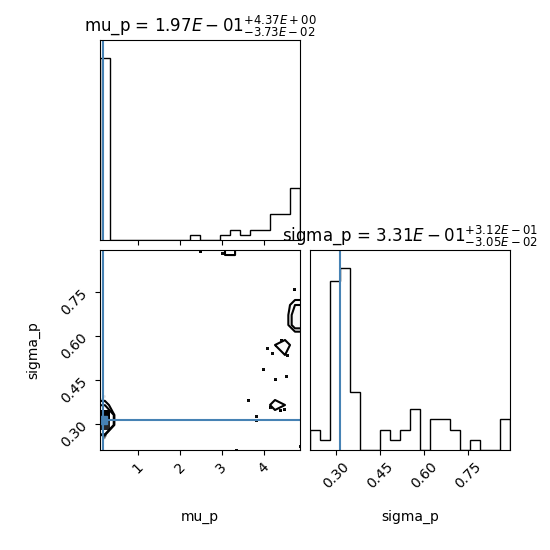 mu_p = 1.97E−01+4.37E+00−3.73E−02
sigma_p = 3.31E−01+3.12E−01−3.05E−02
sigma_p
0.75
0.60
0.45
0.30
1 2 3 4
0.30 0.45 0.60 0.75
mu_p
sigma_p